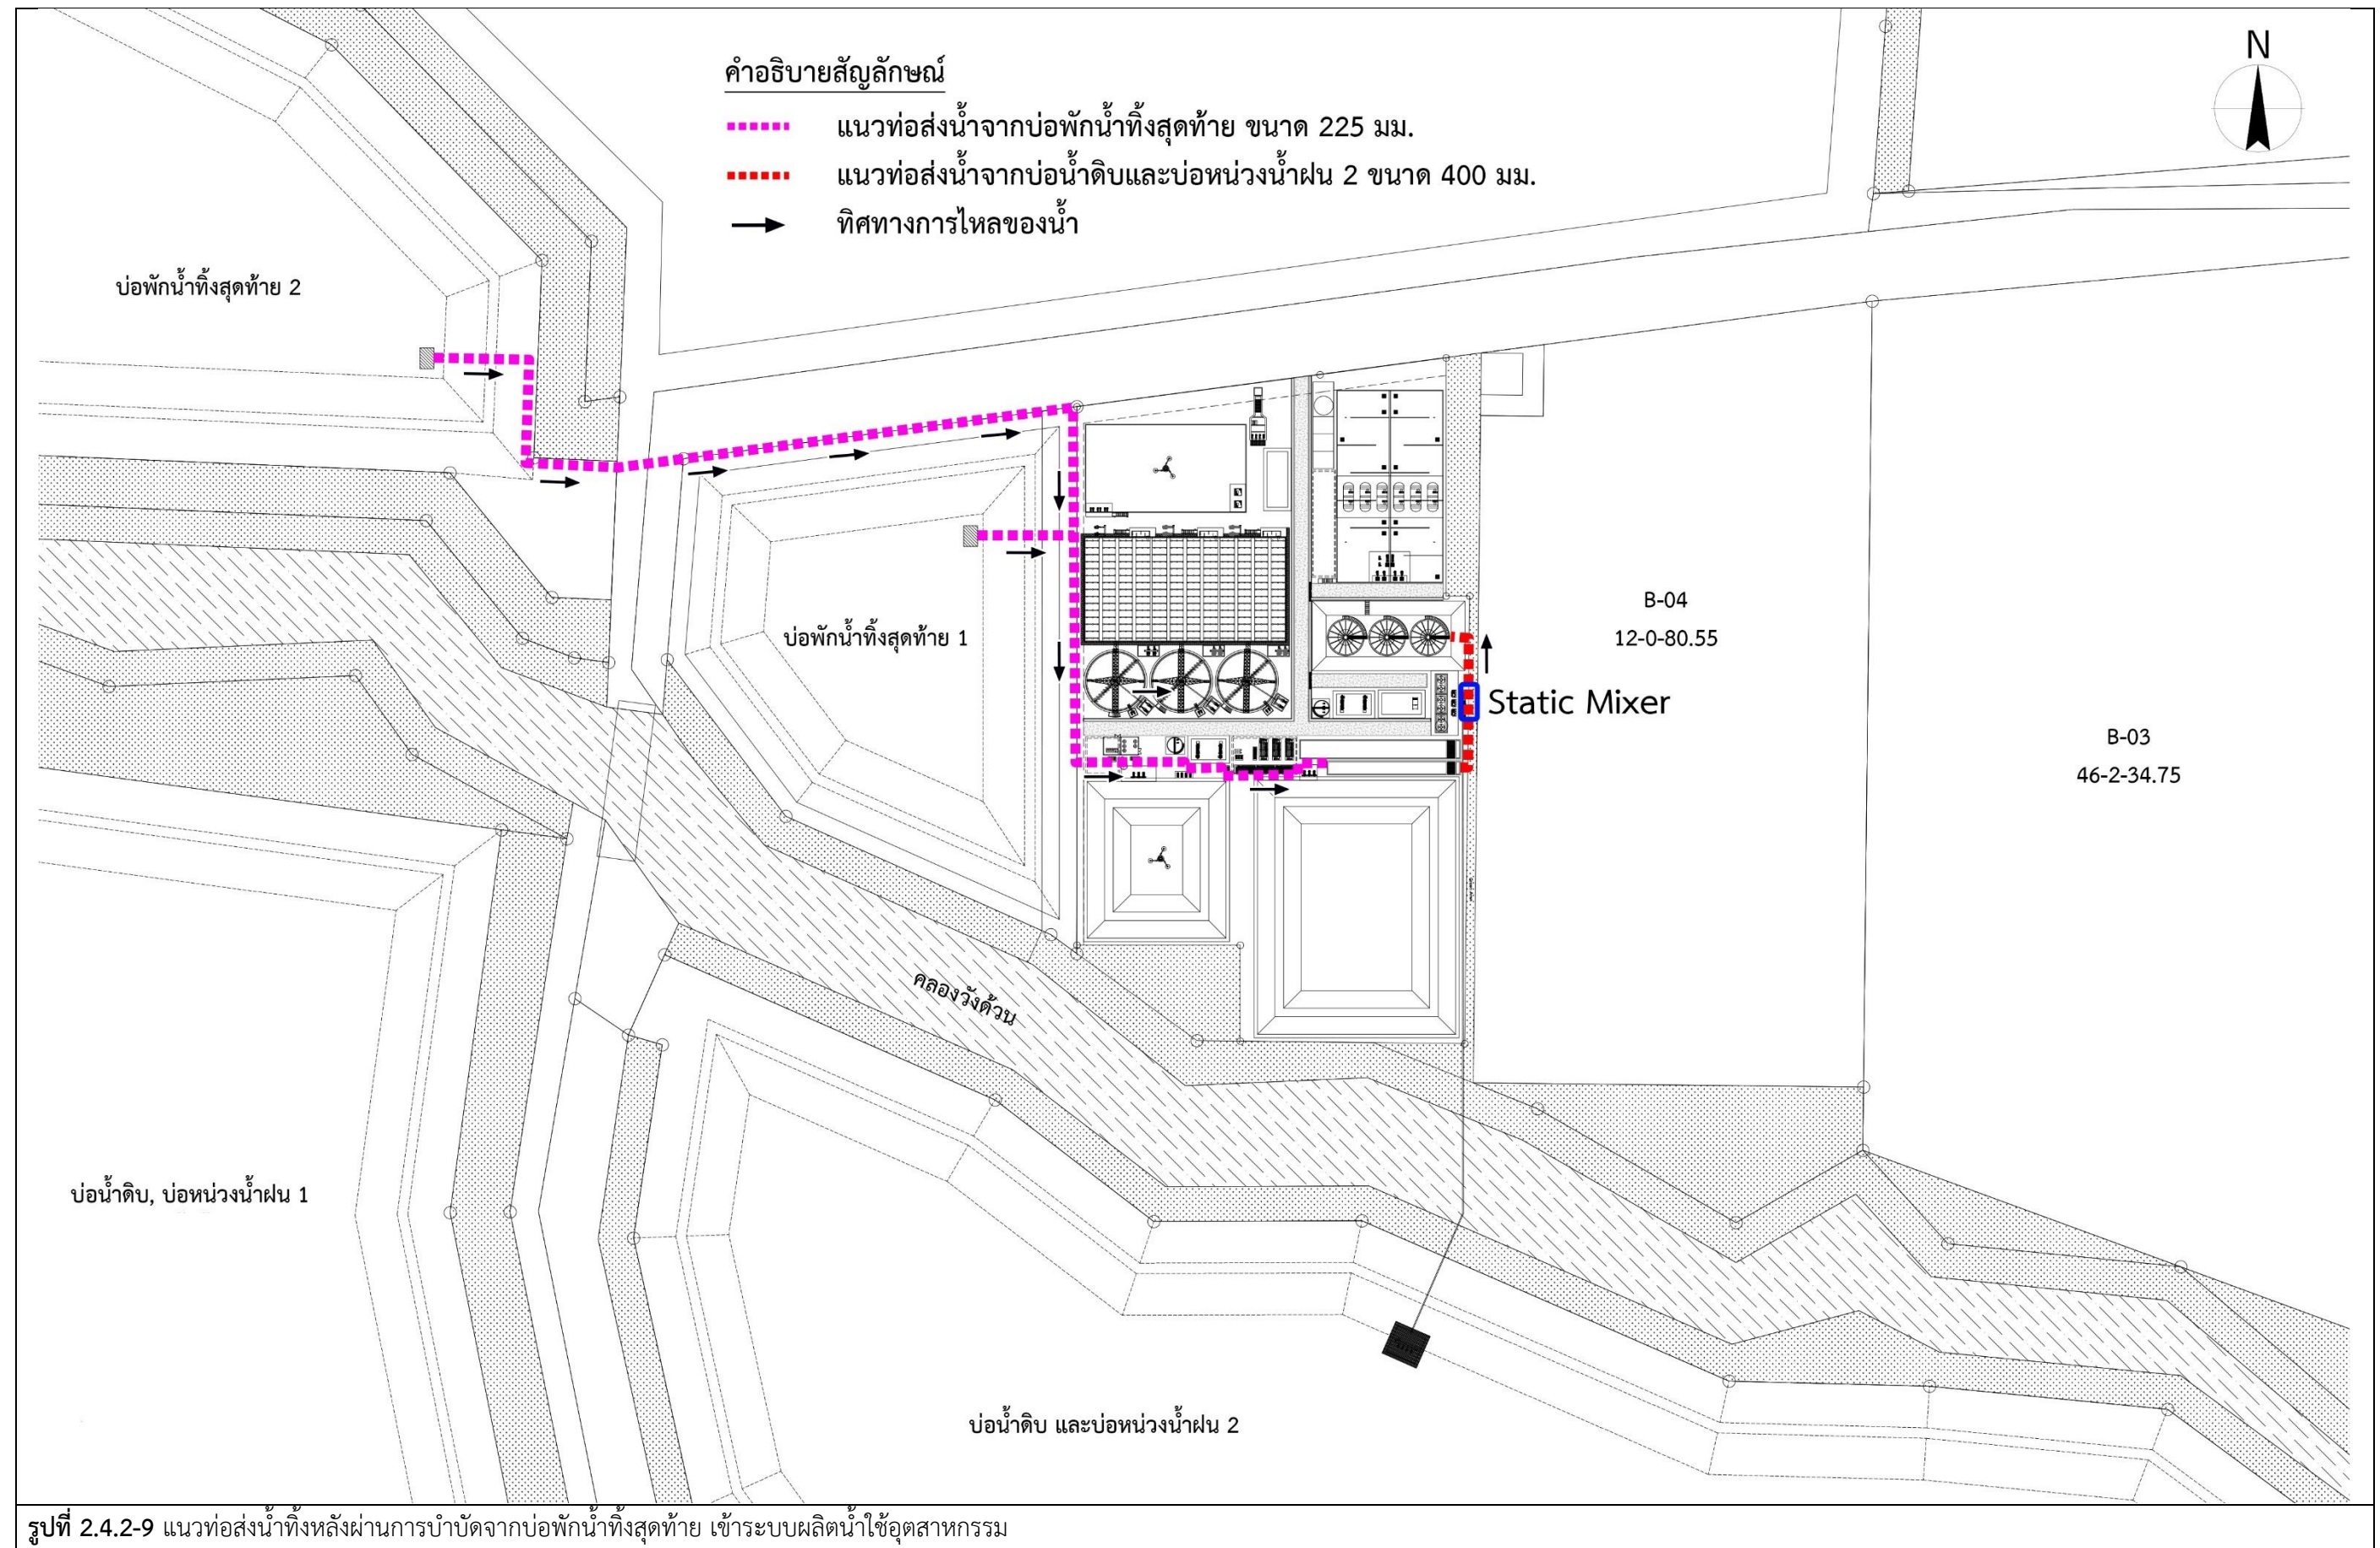 คำอธิบายสัญลักษณ์
แนวท่อส่งน้ำจากบ่อพักน้ำทิ้งสุดท้าย ขนาด 225 มม.
แนวท่อส่งน้ำจากบ่อน้ำดิบและบ่อหน่วงน้ำฝน 2 ขนาด 400 มม.
ทิศทางการไหลของน้ำ
N
บ่อพักน้ำทิ้งสุดท้าย 2
บ่อพักน้ำทิ้งสุดท้าย 1
B-04
12-0-80.55
Static Mixer
B-03
46-2-34.75
คลองวังด้วน
บ่อน้ำดิบ, บ่อหน่วงน้ำฝน 1
บ่อน้ำดิบ และบ่อหน่วงน้ำฝน 2
รูปที่ 2.4.2-9 แนวท่อส่งน้ำทิ้งหลังผ่านการบำบัดจากบ่อพักน้ำทิ้งสุดท้าย เข้าระบบผลิตน้ำใช้อุตสาหกรรม